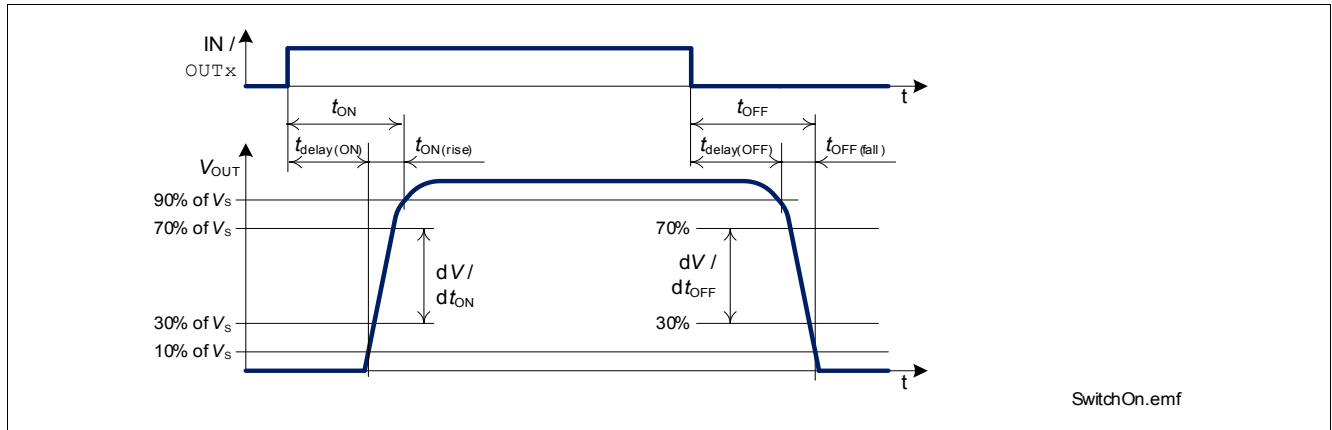 IN /
OUTx
t
tON
tOFF
tdelay(ON)
tON(rise)
tdelay(OFF)
tOFF(fall)
VOUT
90% of VS
70% of VS
70%
dV /
dtON
dV /
dtOFF
30% of VS
30%
10% of VS
t
SwitchOn.emf